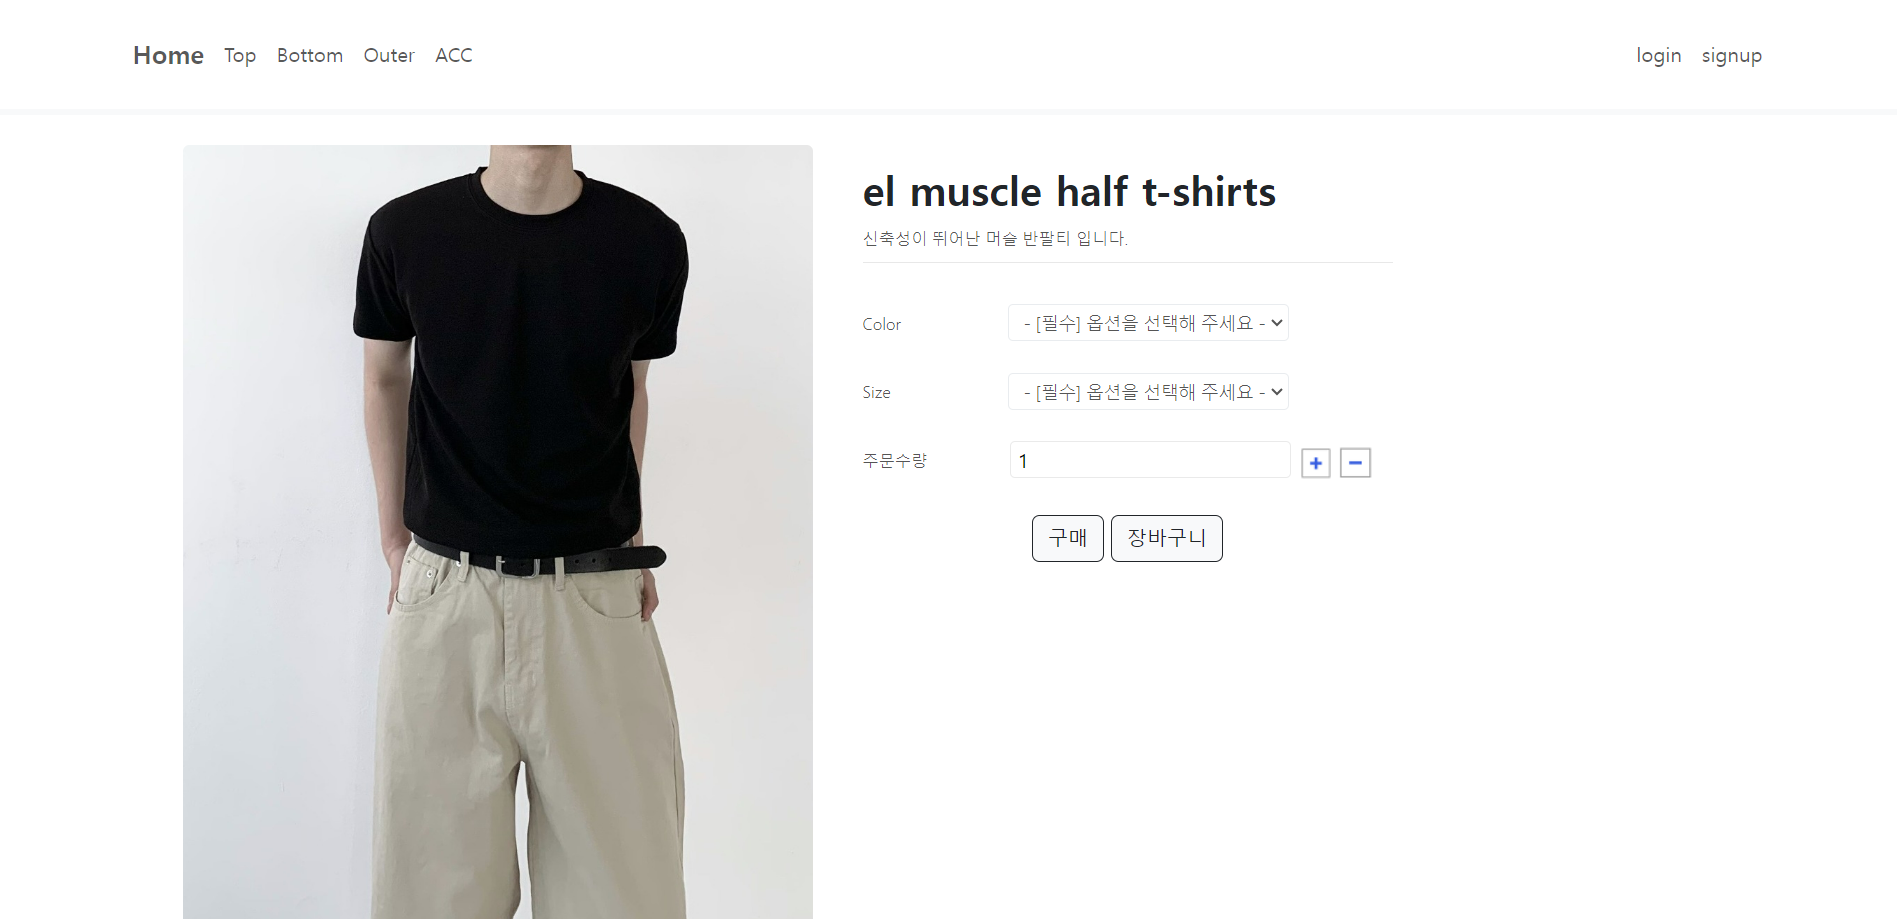 Home Top Bottom Outer ACC login signup
el muscle half t-shirts
신축성이 뛰어난 머슬 반팔티 입니다.
Color - [필수] 옵션을 선택해 주세요 -
Size - [필수] 옵션을 선택해 주세요 -
주문수량 1 + -
구매 장바구니